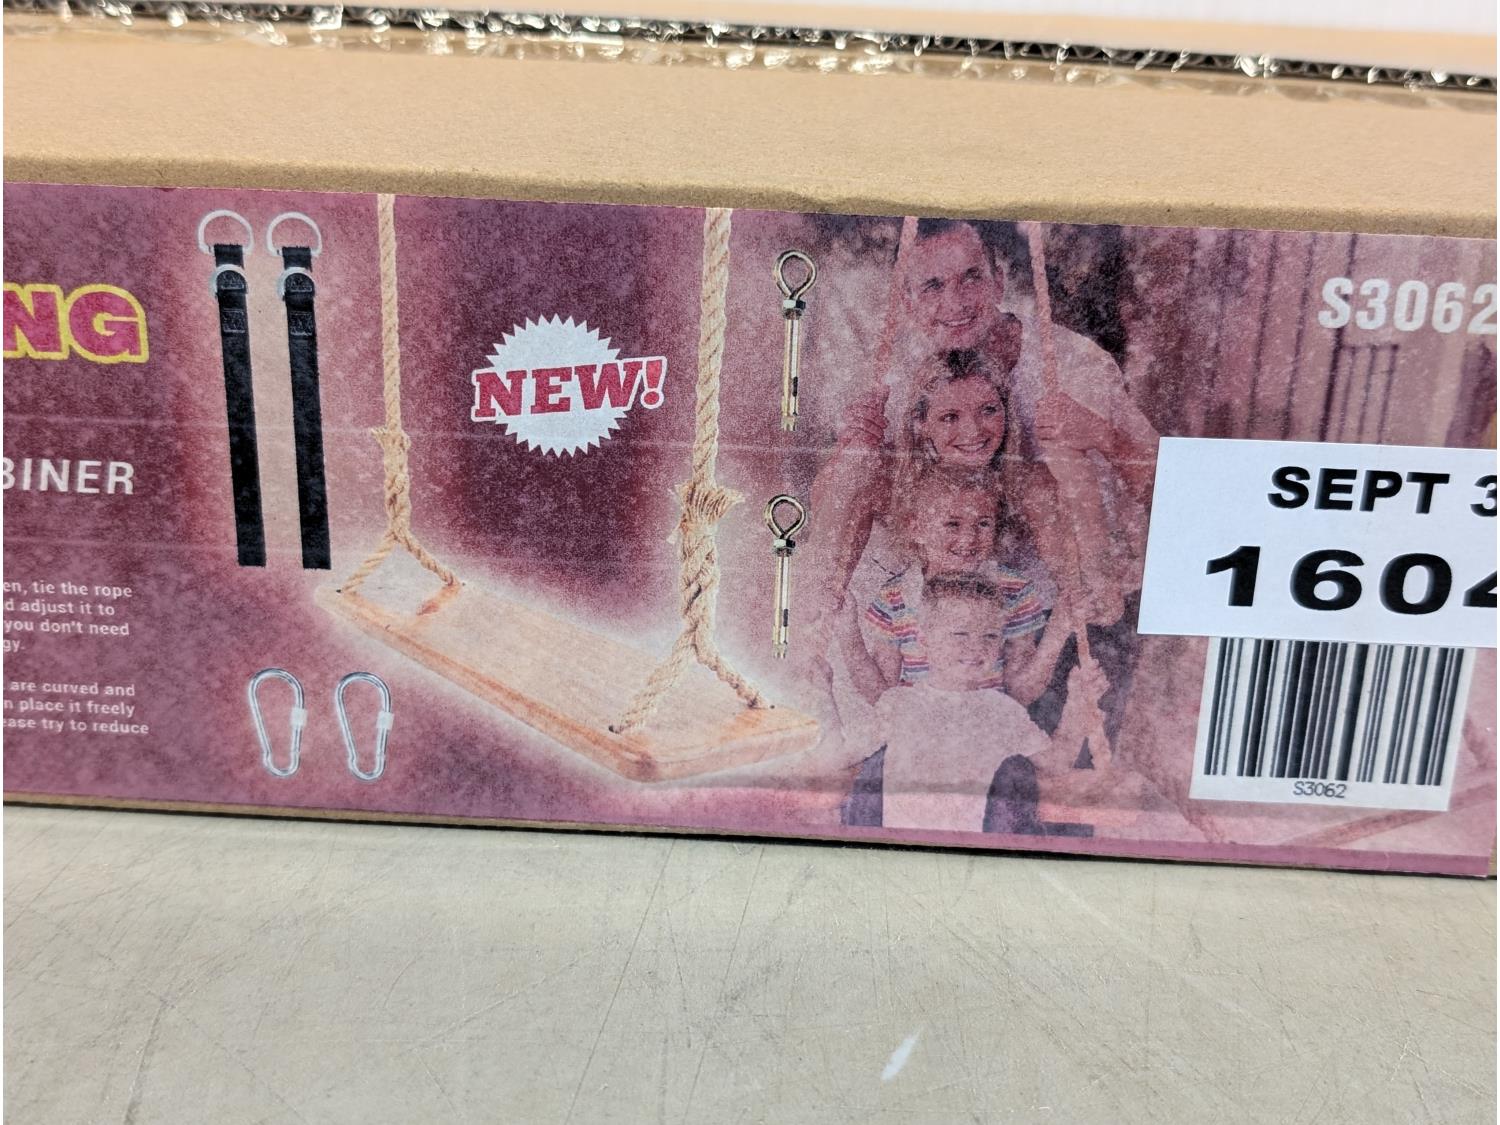 NG
S3062
NEW!
BINER
SEPT 3
1604
en, tie the rope
d adjust it to
you don't need
gy.
are curved and
n place it freely
ease try to reduce
S3062